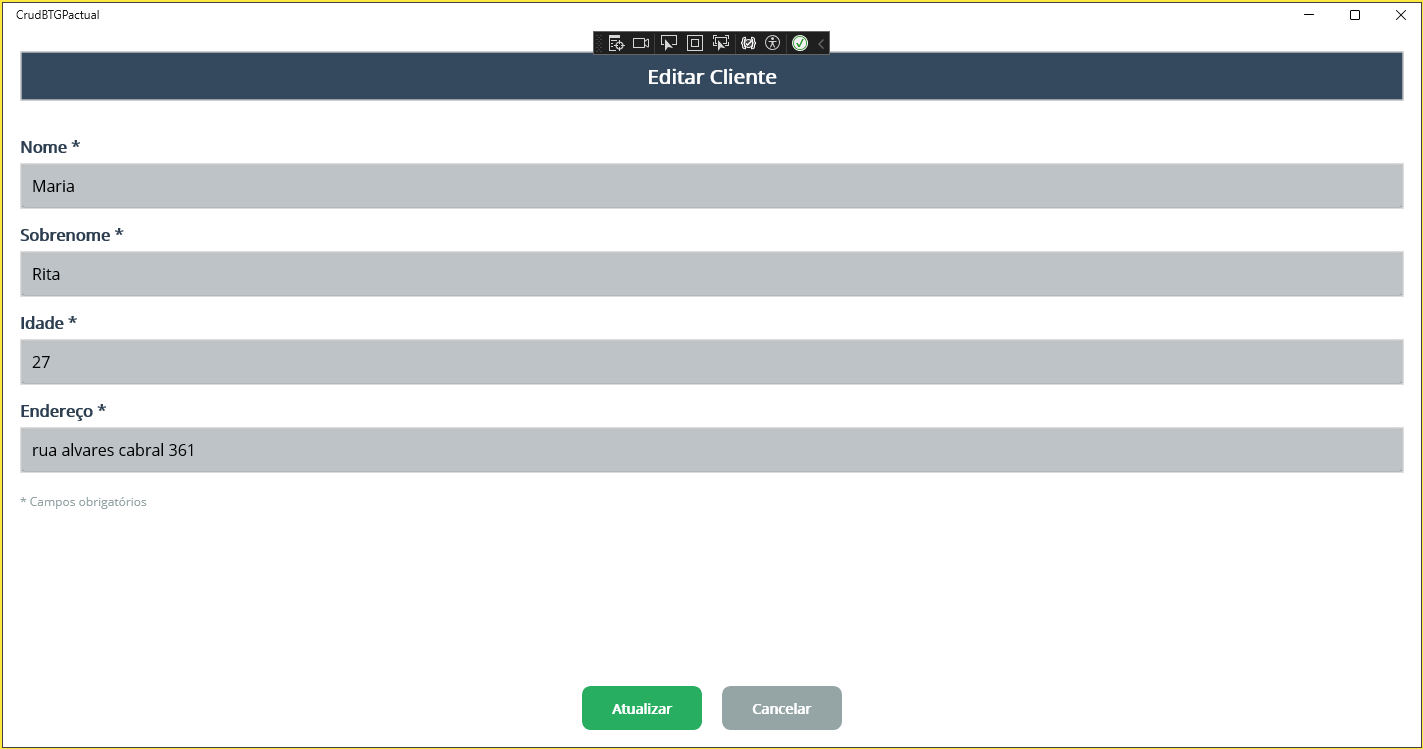 CrudBTGPactual
Editar Cliente
Nome *
Maria
Sobrenome *
Rita
Idade *
27
Endereço *
rua alvares cabral 361
* Campos obrigatórios
Atualizar
Cancelar